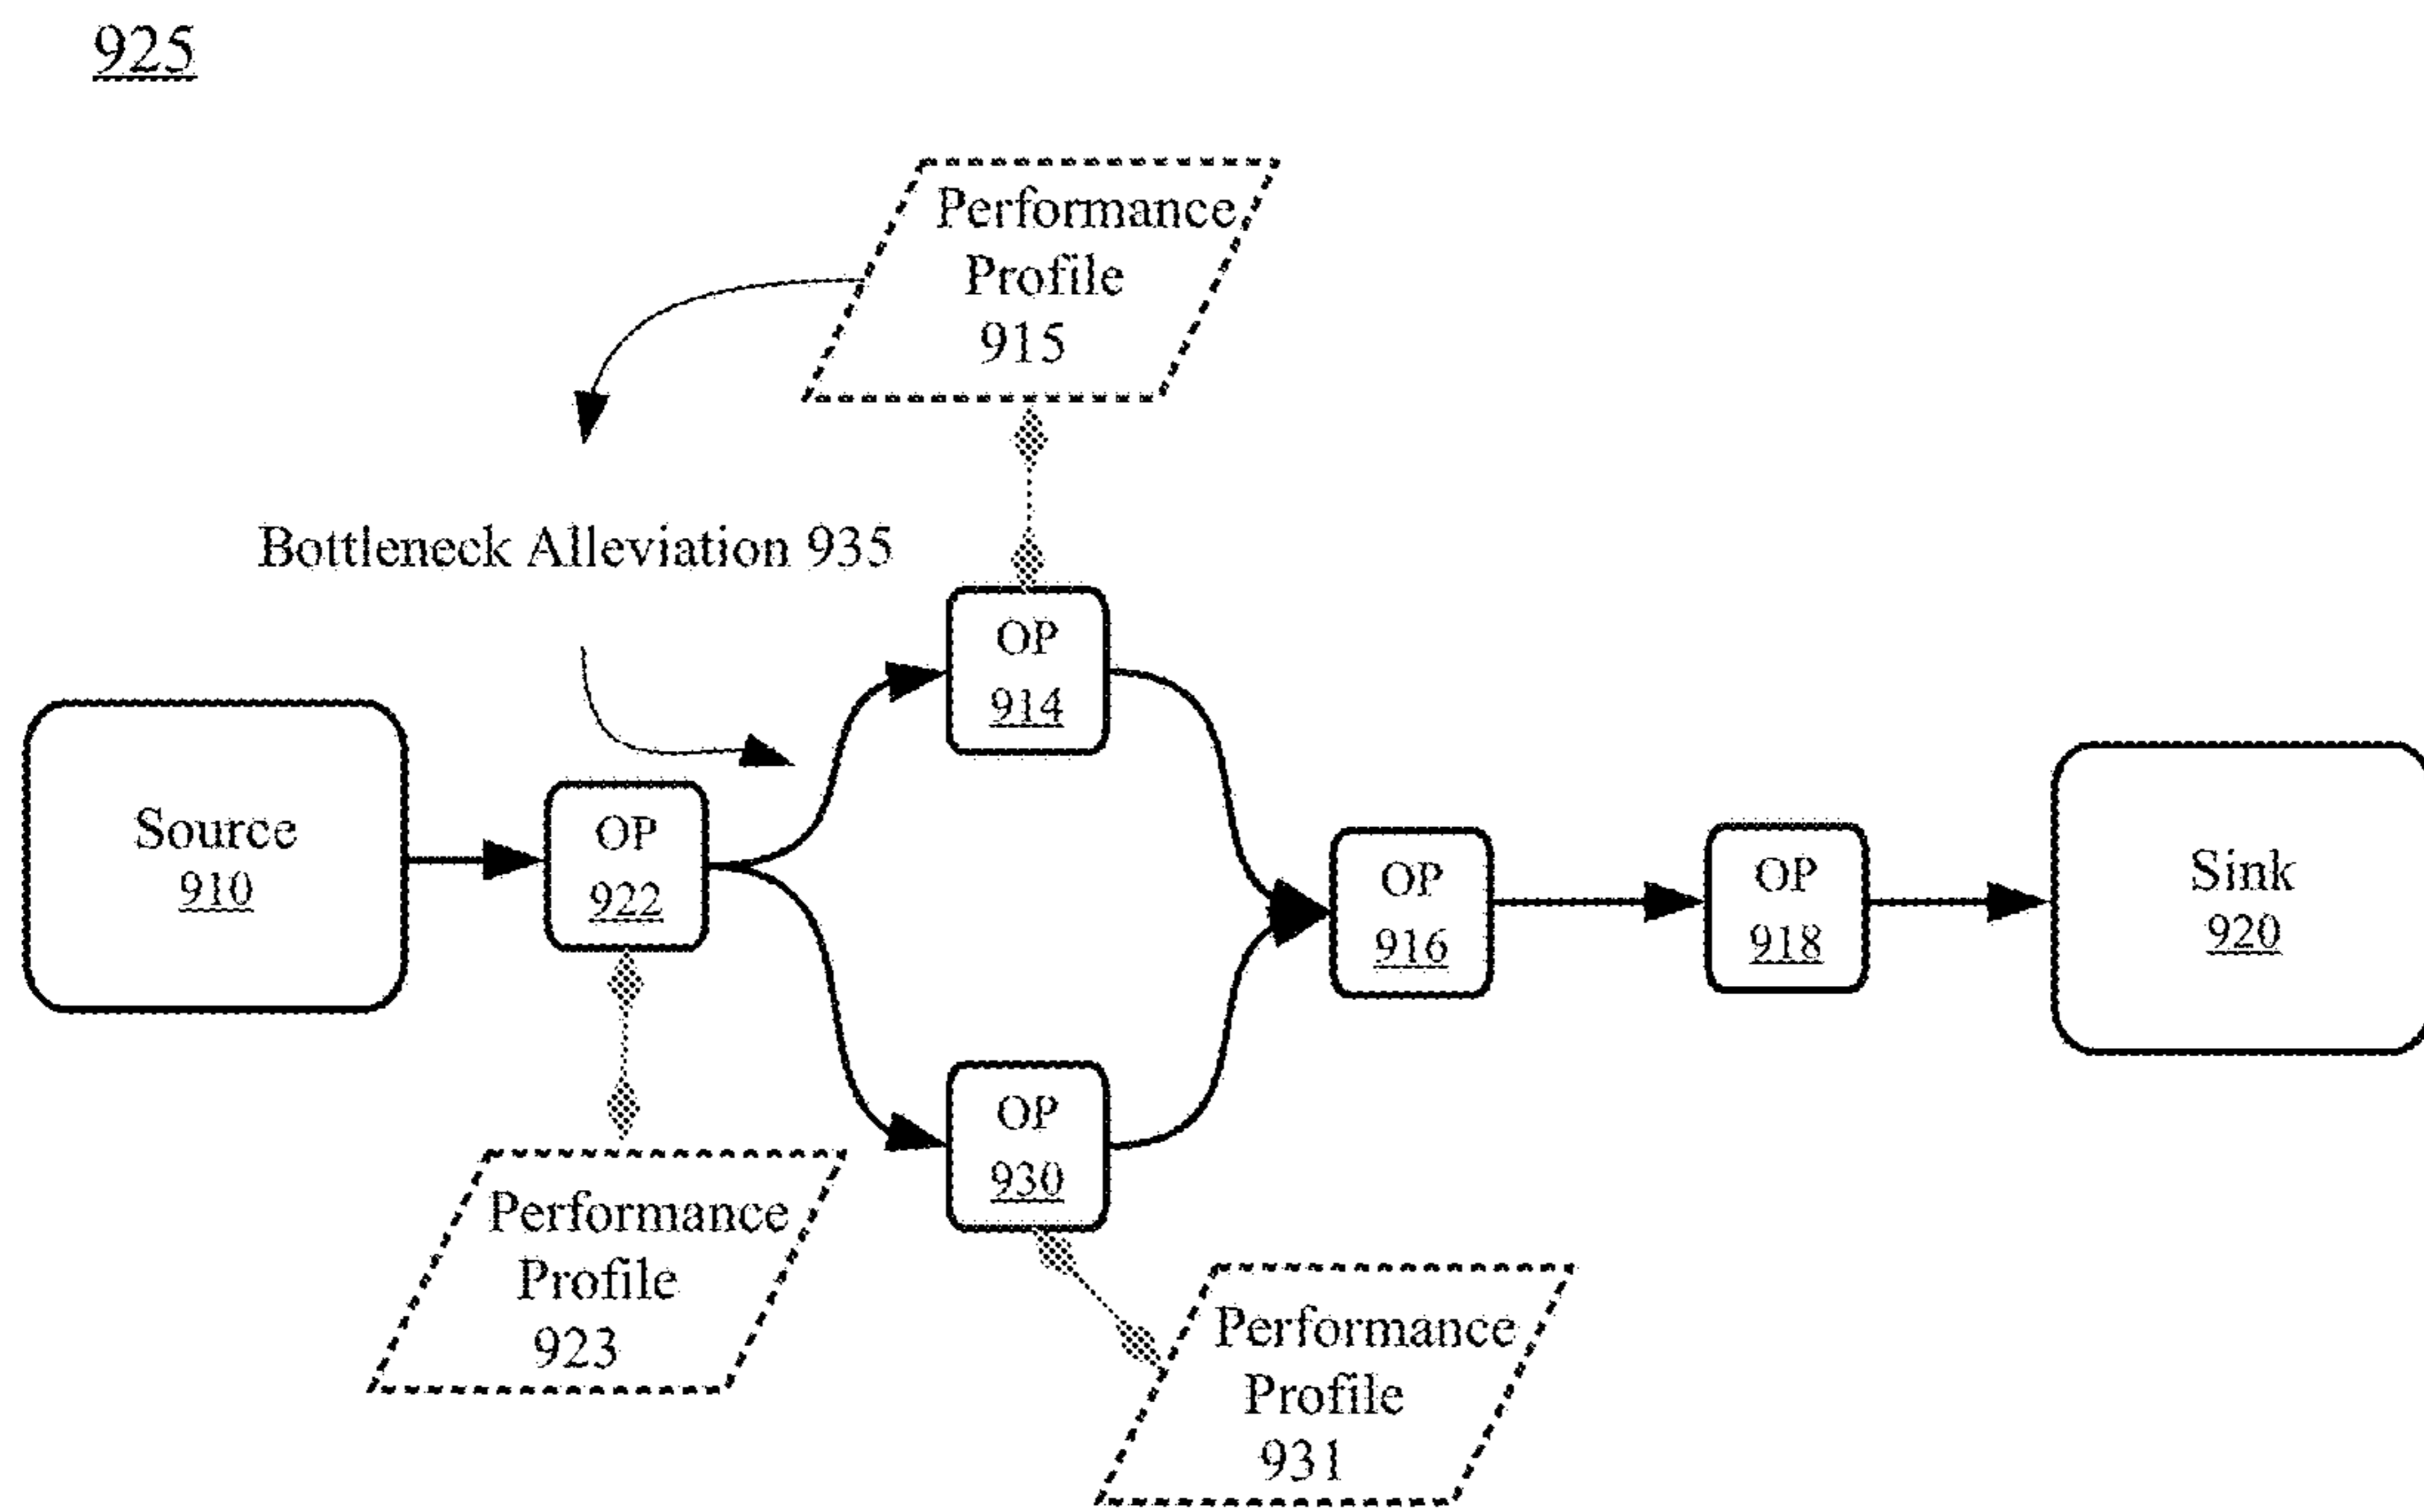 925
Performance
Profile
915
Bottleneck Alleviation 935
OP
914
Source
910
OP
922
OP
916
OP
918
Sink
920
OP
930
Performance
Profile
923
Performance
Profile
931